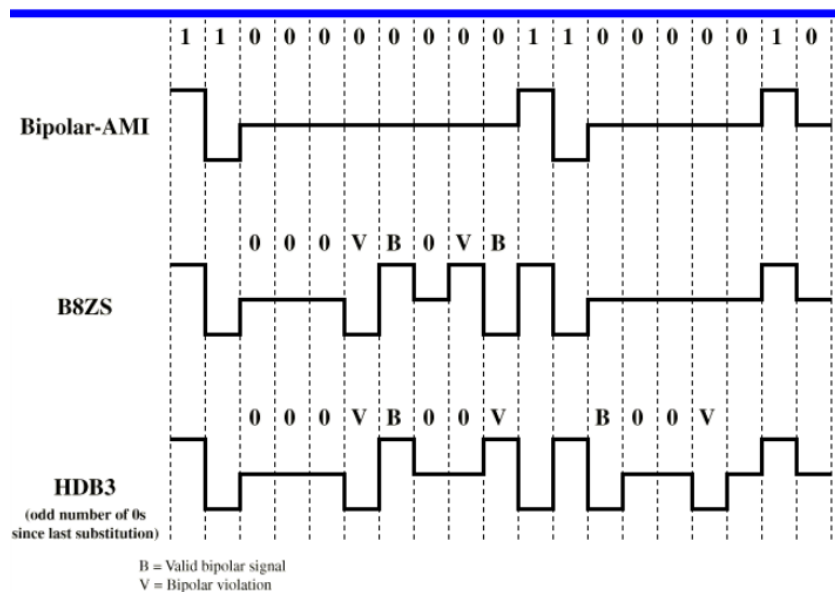 1 1 0 0 0 0 0 0 0 0 1 1 0 0 0 0 0 1 0
Bipolar-AMI
0 0 0 V B 0 V B
B8ZS
0 0 0 V B 0 0 V B 0 0 V
HDB3
(odd number of 0s
since last substitution)
B = Valid bipolar signal
V = Bipolar violation